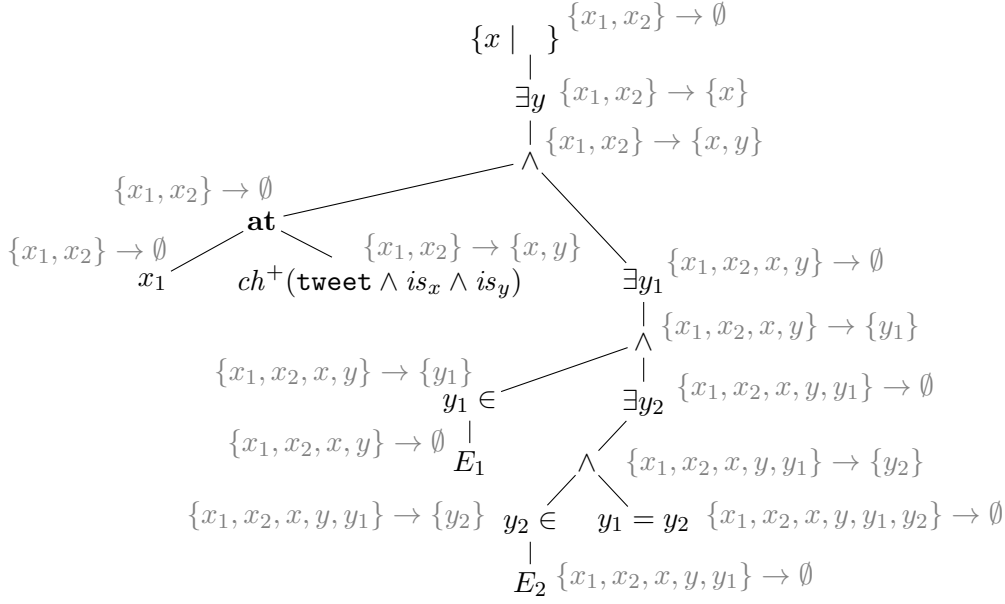 {x | } {x₁, x₂} → ∅
∃y {x₁, x₂} → {x}
∧ {x₁, x₂} → {x, y}
{x₁, x₂} → ∅
at
{x₁, x₂} → ∅
x₁
{x₁, x₂} → {x, y}
ch⁺(tweet ∧ isₓ ∧ is_y)
∃y₁ {x₁, x₂, x, y} → ∅
∧ {x₁, x₂, x, y} → {y₁}
{x₁, x₂, x, y} → {y₁}
y₁ ∈
∃y₂ {x₁, x₂, x, y, y₁} → ∅
{x₁, x₂, x, y} → ∅
E₁
∧ {x₁, x₂, x, y, y₁} → {y₂}
{x₁, x₂, x, y, y₁} → {y₂} y₂ ∈ y₁ = y₂ {x₁, x₂, x, y, y₁, y₂} → ∅
E₂ {x₁, x₂, x, y, y₁} → ∅